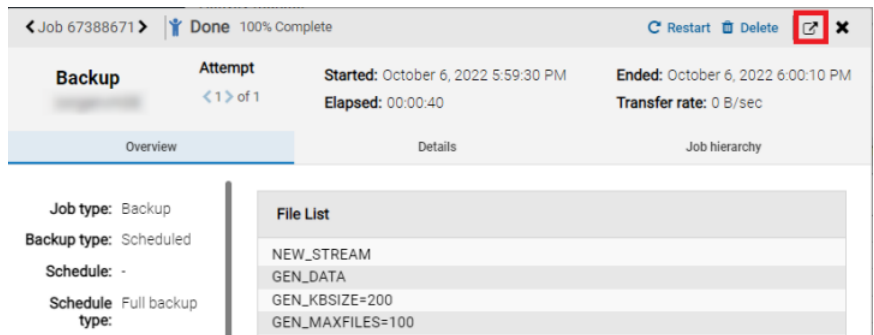 Job 67388671 Done 100% Complete Restart Delete
Backup
Attempt
1 of 1
Started: October 6, 2022 5:59:30 PM
Elapsed: 00:00:40
Ended: October 6, 2022 6:00:10 PM
Transfer rate: 0 B/sec
Overview Details Job hierarchy
Job type: Backup
Backup type: Scheduled
Schedule: -
Schedule type: Full backup
File List
NEW_STREAM
GEN_DATA
GEN_KBSIZE=200
GEN_MAXFILES=100